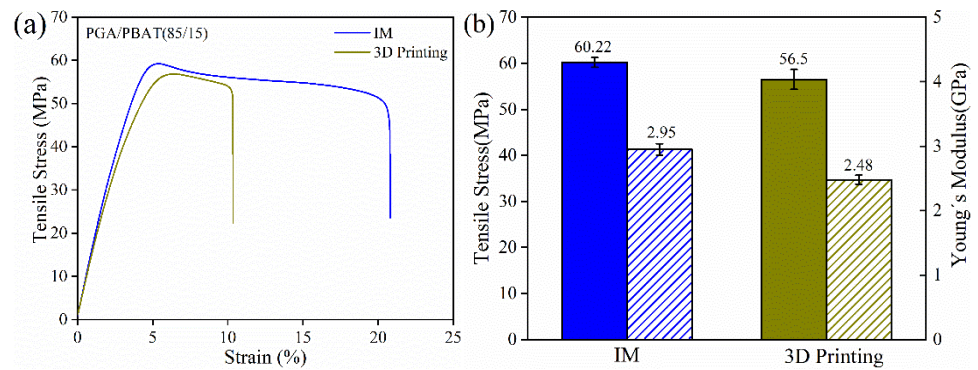 (a)
PGA/PBAT(85/15)
IM
3D Printing
70
60
50
40
30
20
10
0
Tensile Stress (MPa)
0 5 10 15 20 25
Strain (%)
(b)
70
60
50
40
30
20
10
0
Tensile Stress(MPa)
60.22
2.95
56.5
2.48
IM 3D Printing
5
4
3
2
1
0
Young´s Modulus(GPa)